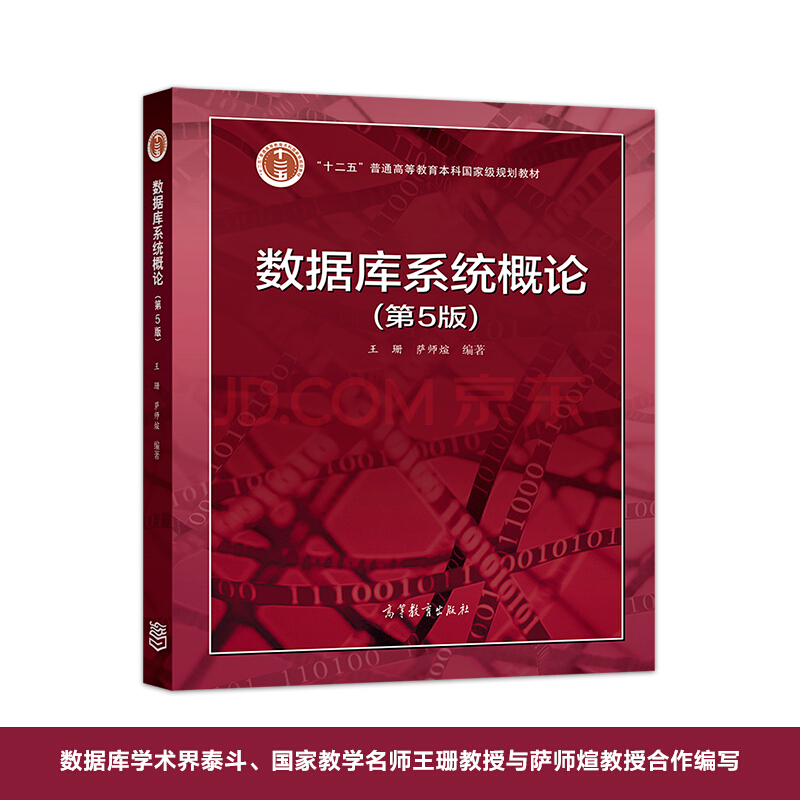 "十二五"普通高等教育本科国家级规划教材
数据库系统概论
(第5版)
王 珊 萨师煊 编著
JD.COM 京东
高等教育出版社
数据库系统概论
(第5版)
王 珊 萨师煊 编著
数据库学术界泰斗、国家教学名师王珊教授与萨师煊教授合作编写